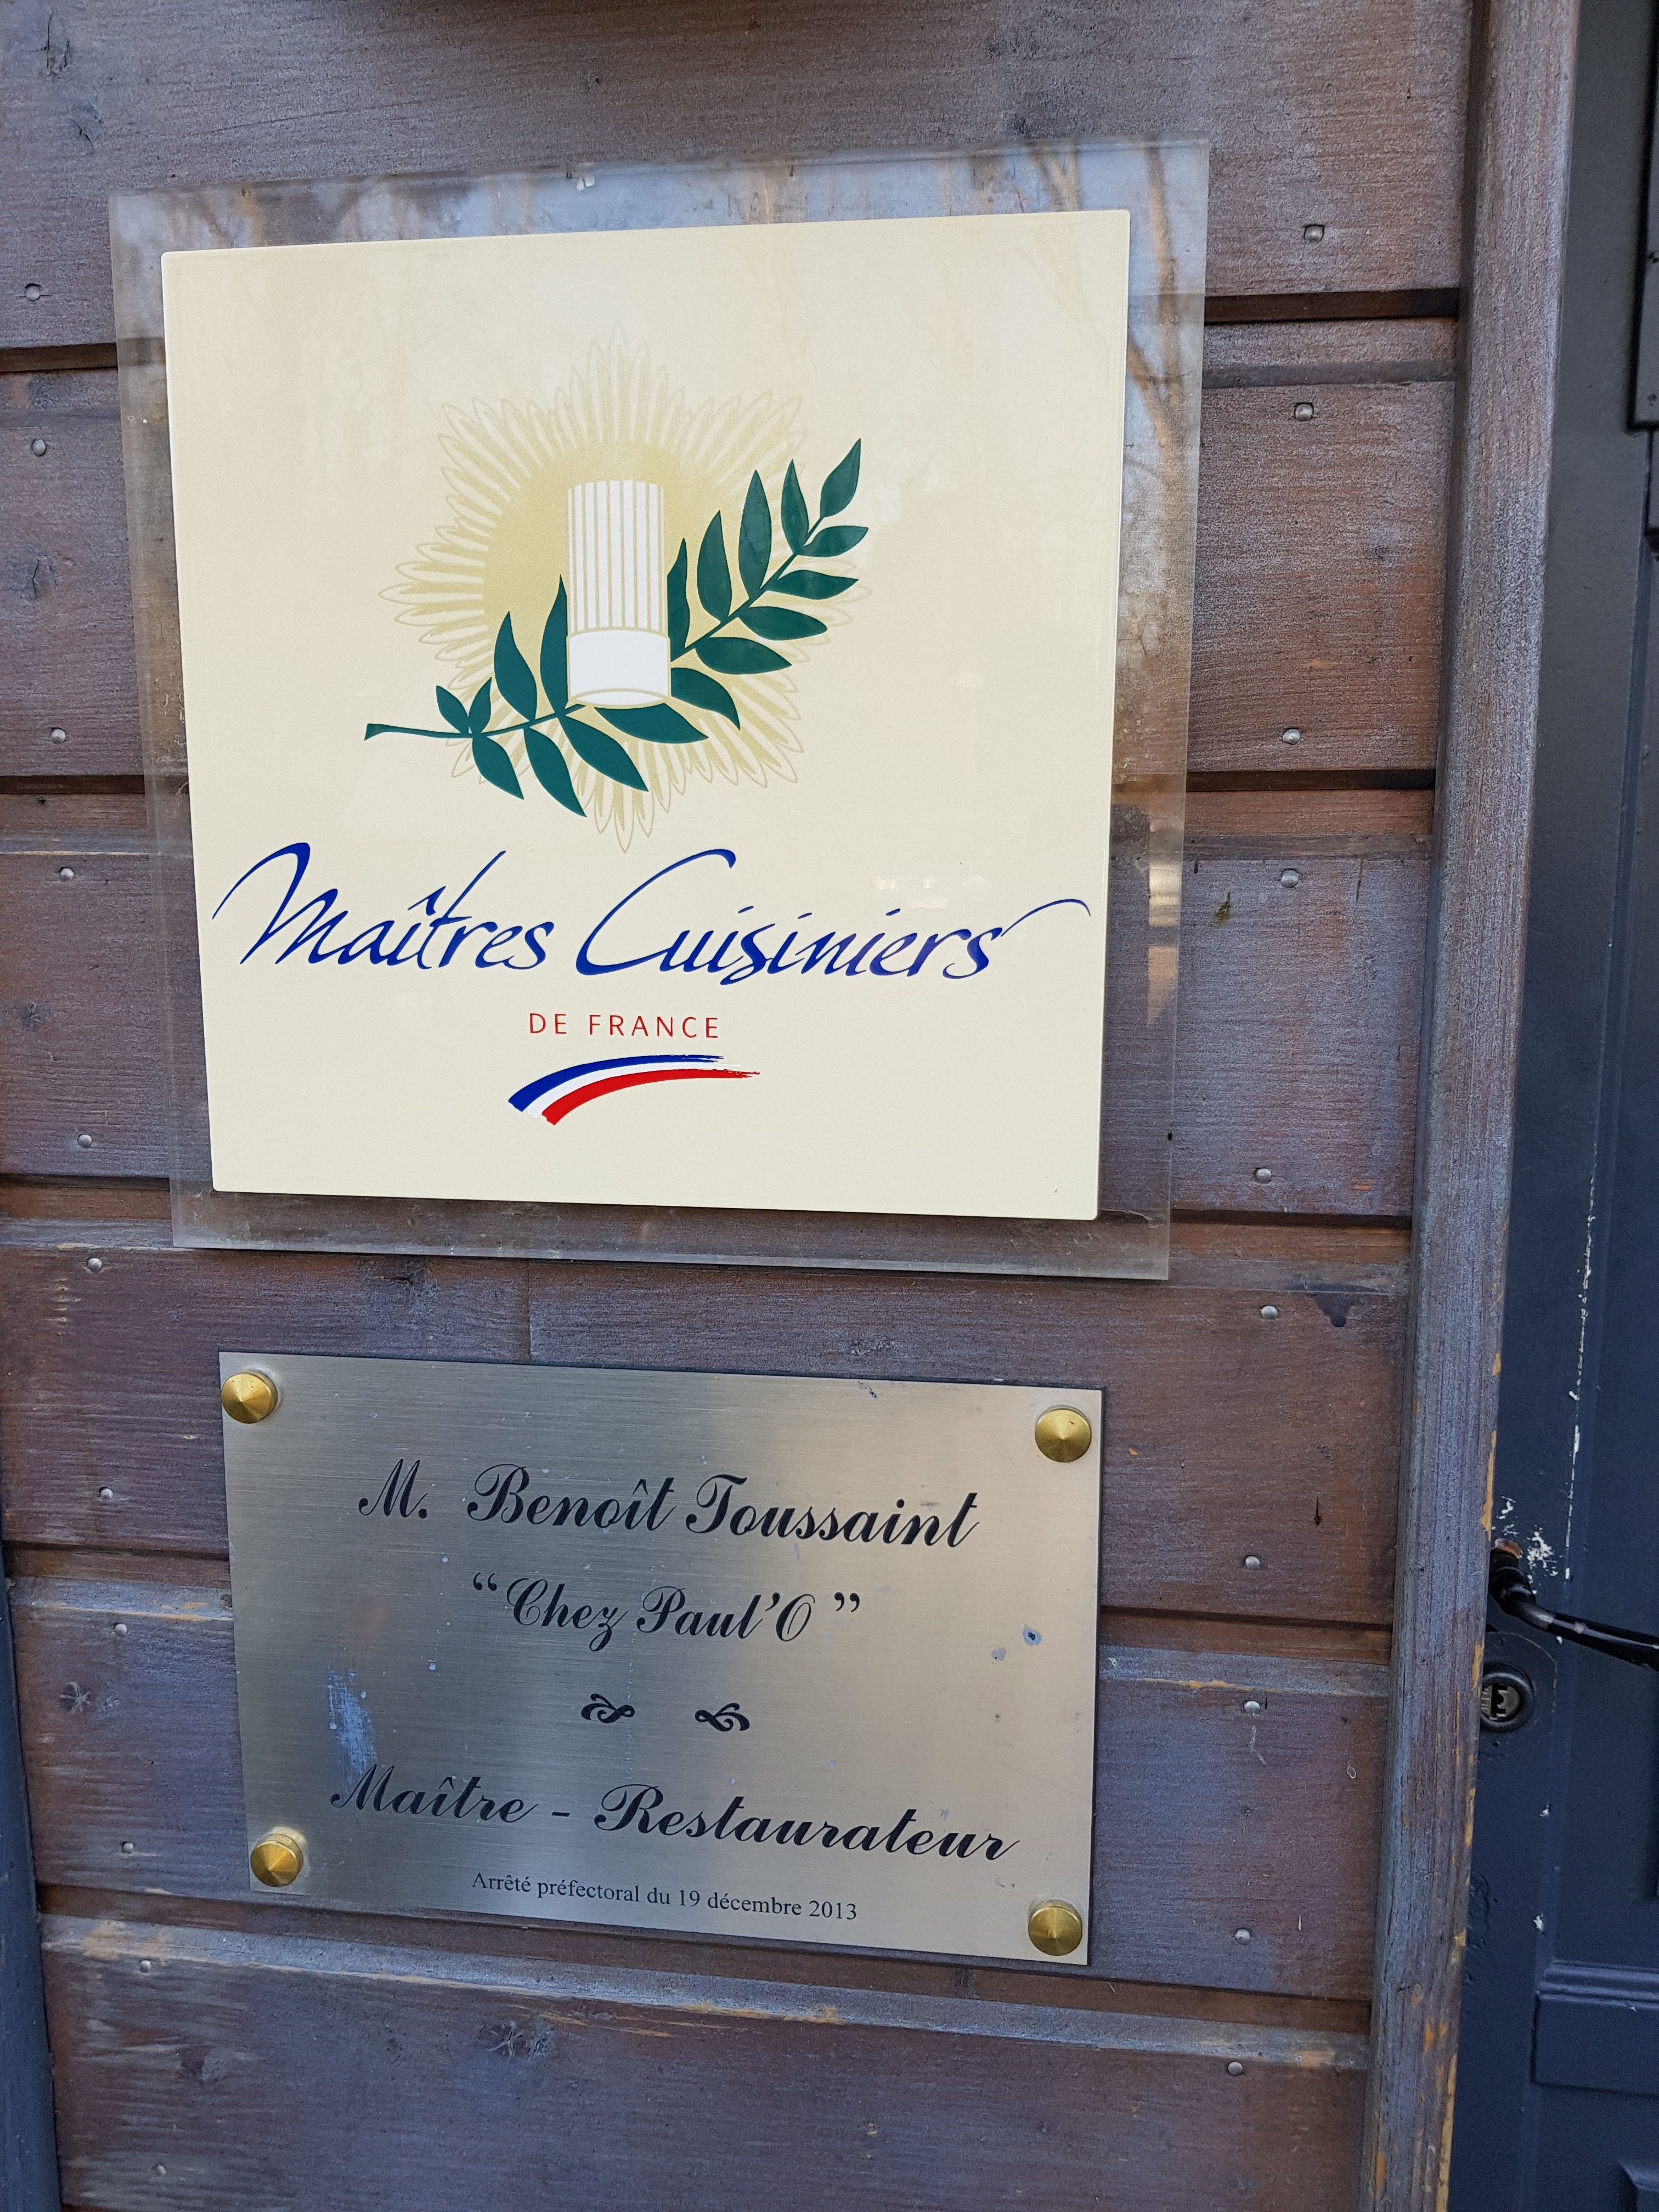 Maîtres Cuisiniers
DE FRANCE
M. Benoît Toussaint
“Chez Paul’O”
Maître - Restaurateur
Arrêté préfectoral du 19 décembre 2013